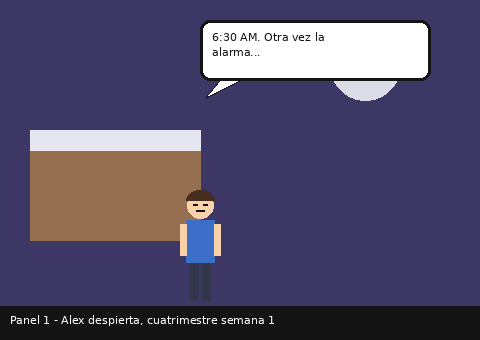 6:30 AM. Otra vez la
alarma...
Panel 1 - Alex despierta, cuatrimestre semana 1